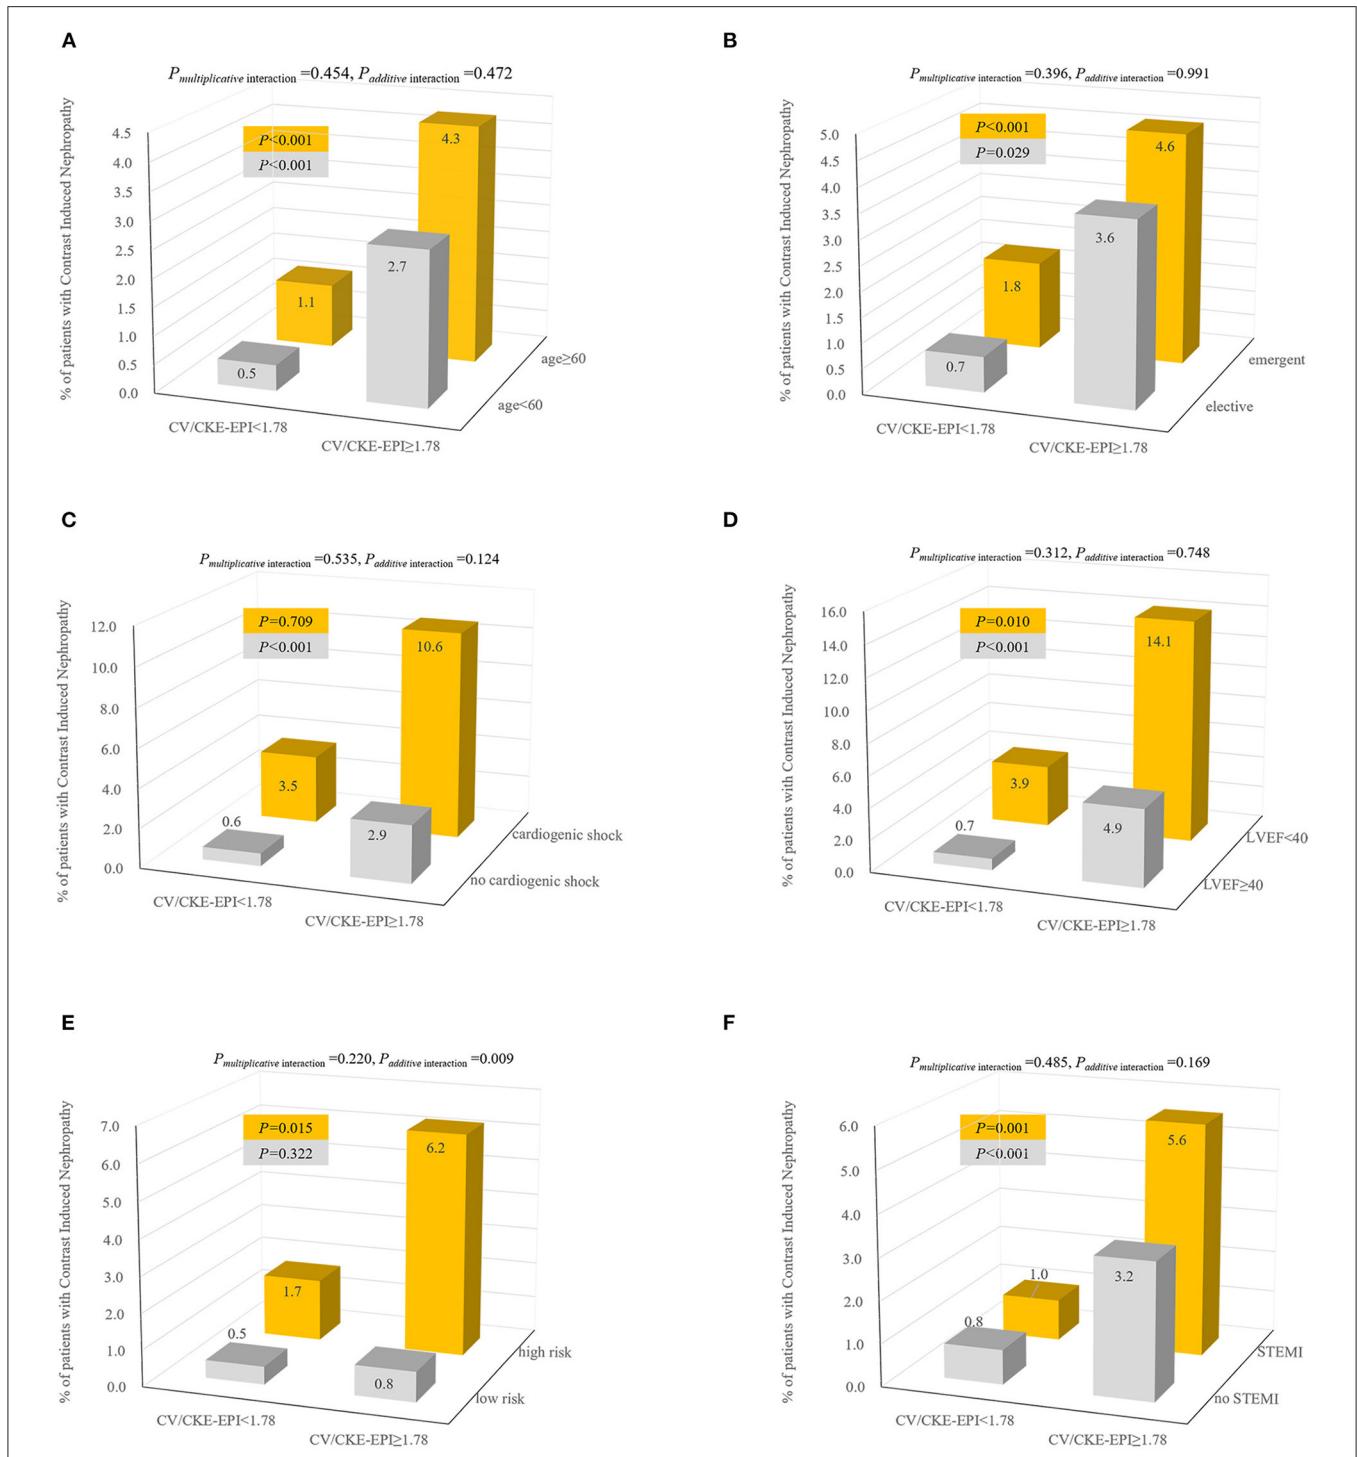 A
P multiplicative interaction =0.454, P additive interaction =0.472
% of patients with Contrast Induced Nephropathy
4.5
4.0
3.5
3.0
2.5
2.0
1.5
1.0
0.5
0.0
P<0.001
P<0.001
4.3
2.7
1.1
0.5
age≥60
age<60
CV/CKE-EPI<1.78
CV/CKE-EPI≥1.78
B
P multiplicative interaction =0.396, P additive interaction =0.991
% of patients with Contrast Induced Nephropathy
5.0
4.5
4.0
3.5
3.0
2.5
2.0
1.5
1.0
0.5
0.0
P<0.001
P=0.029
4.6
3.6
1.8
0.7
emergent
elective
CV/CKE-EPI<1.78
CV/CKE-EPI≥1.78
C
P multiplicative interaction =0.535, P additive interaction =0.124
% of patients with Contrast Induced Nephropathy
12.0
10.0
8.0
6.0
4.0
2.0
0.0
P=0.709
P<0.001
10.6
3.5
0.6
2.9
cardiogenic shock
no cardiogenic shock
CV/CKE-EPI<1.78
CV/CKE-EPI≥1.78
D
P multiplicative interaction =0.312, P additive interaction =0.748
% of patients with Contrast Induced Nephropathy
16.0
14.0
12.0
10.0
8.0
6.0
4.0
2.0
0.0
P=0.010
P<0.001
14.1
3.9
0.7
4.9
LVEF<40
LVEF≥40
CV/CKE-EPI<1.78
CV/CKE-EPI≥1.78
E
P multiplicative interaction =0.220, P additive interaction =0.009
% of patients with Contrast Induced Nephropathy
7.0
6.0
5.0
4.0
3.0
2.0
1.0
0.0
P=0.015
P=0.322
6.2
1.7
0.5
0.8
high risk
low risk
CV/CKE-EPI<1.78
CV/CKE-EPI≥1.78
F
P multiplicative interaction =0.485, P additive interaction =0.169
% of patients with Contrast Induced Nephropathy
6.0
5.0
4.0
3.0
2.0
1.0
0.0
P=0.001
P<0.001
5.6
1.0
3.2
0.8
STEMI
no STEMI
CV/CKE-EPI<1.78
CV/CKE-EPI≥1.78